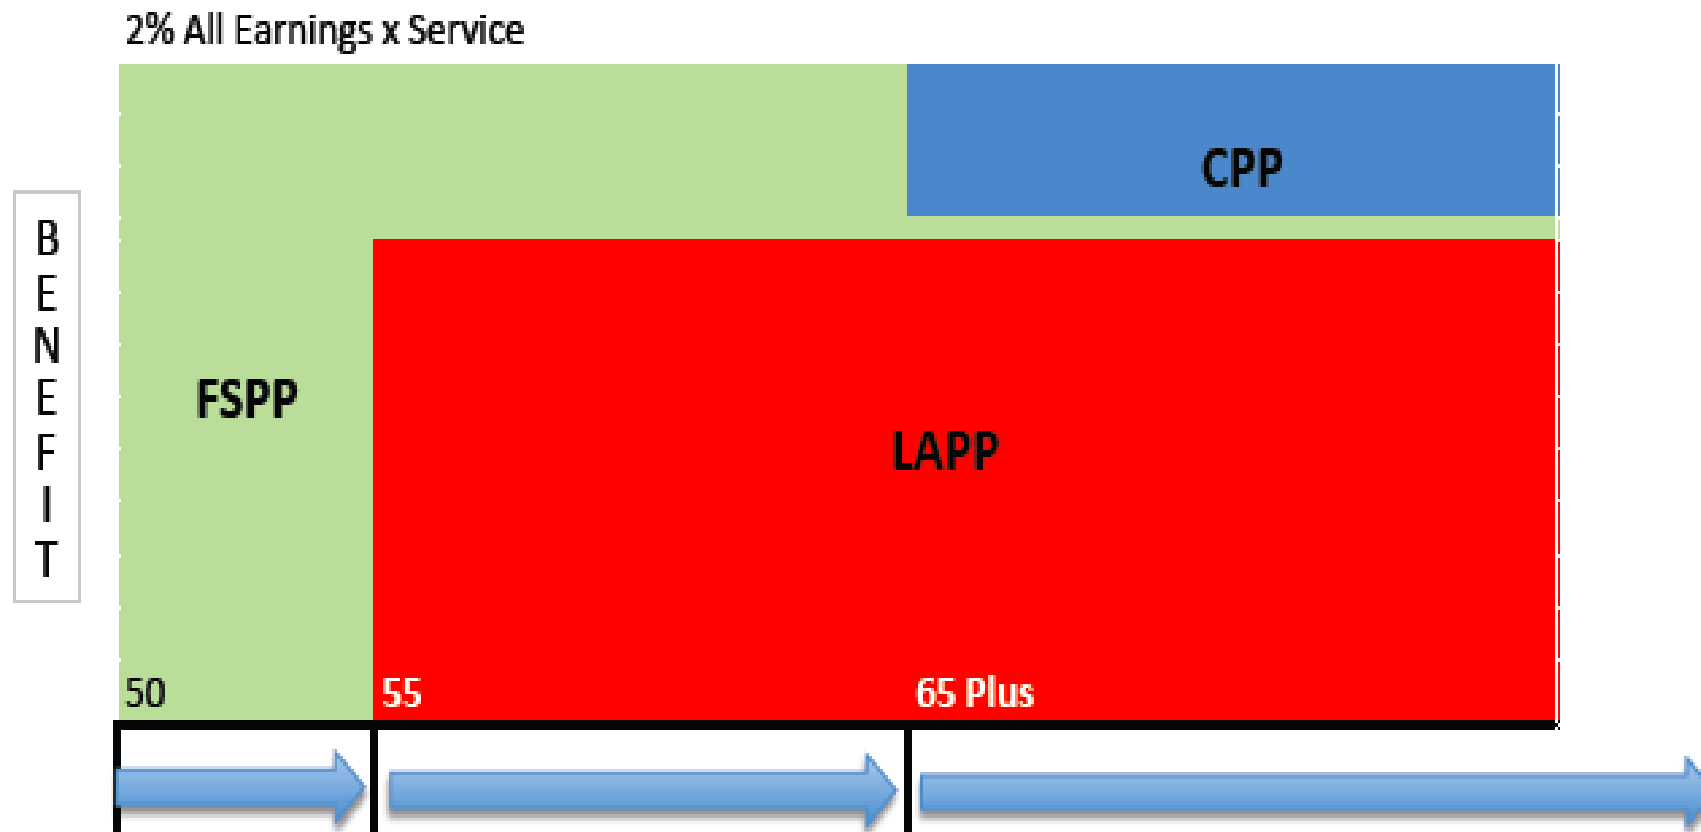 2% All Earnings x Service
CPP
B
E
N
E
F
I
T
FSPP
LAPP
50
55
65 Plus